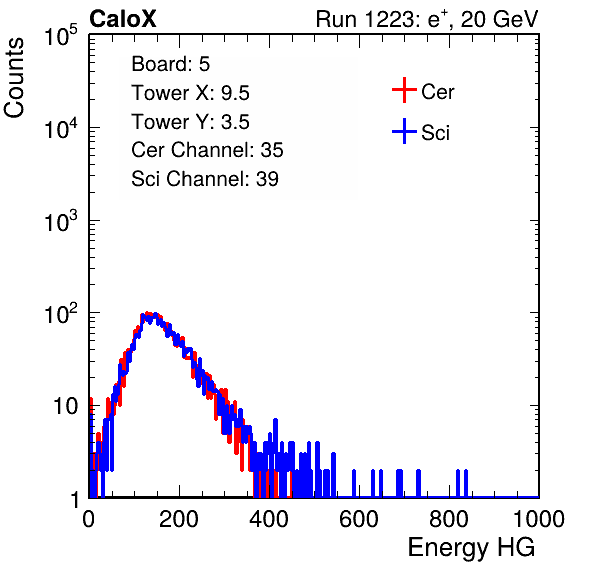 CaloX Run 1223: e⁺, 20 GeV
Counts
Board: 5
Tower X: 9.5
Tower Y: 3.5
Cer Channel: 35
Sci Channel: 39
Cer
Sci
10⁵
10⁴
10³
10²
10
1
0 200 400 600 800 1000
Energy HG